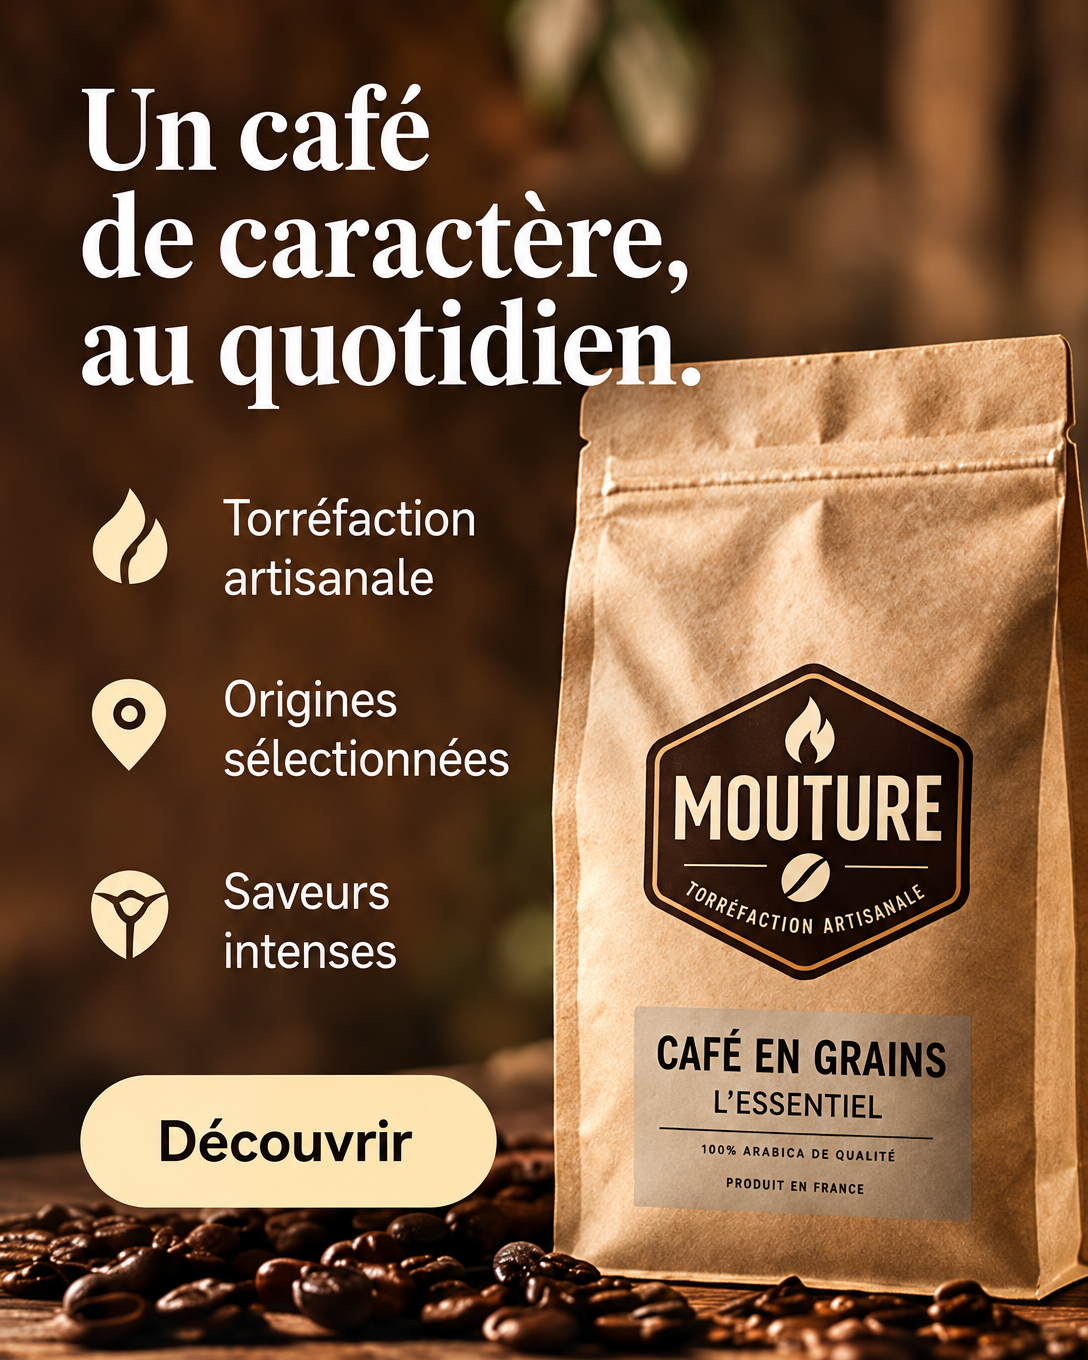 Un café
de caractère,
au quotidien.
Torréfaction
artisanale
Origines
sélectionnées
Saveurs
intenses
Découvrir
MOUTURE
TORRÉFACTION ARTISANALE
CAFÉ EN GRAINS
L'ESSENTIEL
100% ARABICA DE QUALITÉ
PRODUIT EN FRANCE